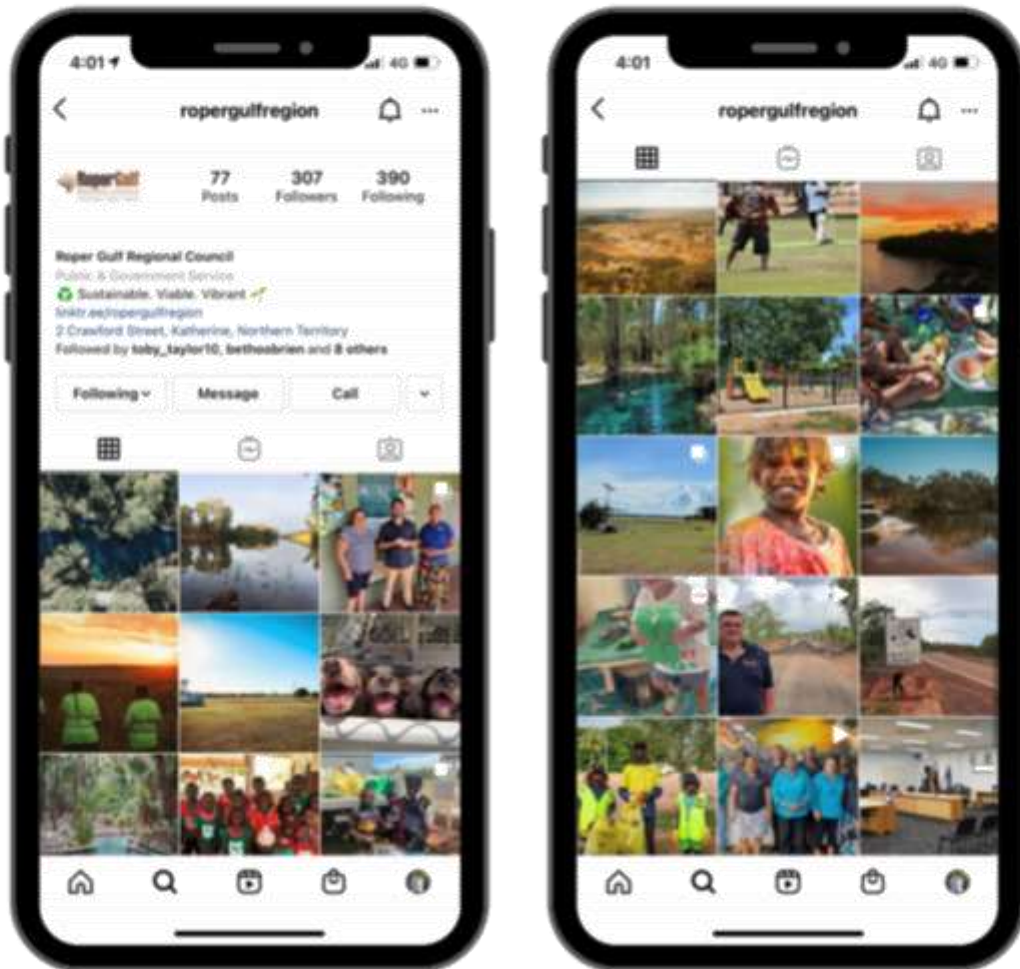 4:01
4G
ropergulfregion
Roper Gulf
77 307 390
Posts Followers Following
Roper Gulf Regional Council
Public & Government Service
Sustainable. Viable. Vibrant
linktr.ee/ropergulfregion
2 Crawford Street, Katherine, Northern Territory
Followed by toby_taylor10, bethoobrien and 8 others
Following Message Call
4:01
4G
ropergulfregion